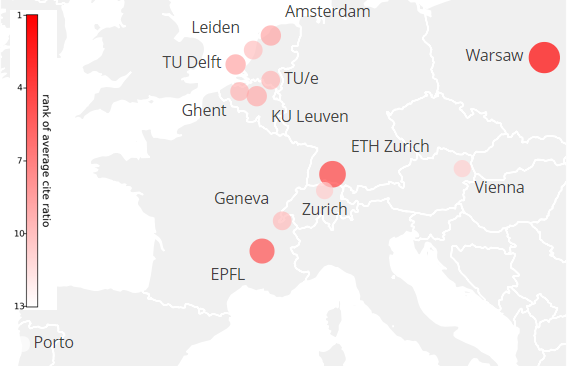 Amsterdam
Leiden
Warsaw
TU Delft
TU/e
Ghent
KU Leuven
ETH Zurich
Vienna
Geneva
Zurich
EPFL
Porto
1
4
7
10
13
rank of average cite ratio